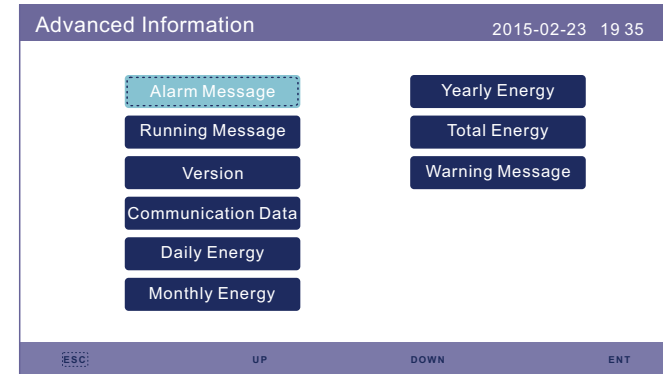 Advanced Information 2015-02-23 19 35
Alarm Message
Running Message
Version
Communication Data
Daily Energy
Monthly Energy
Yearly Energy
Total Energy
Warning Message
ESC UP DOWN ENT